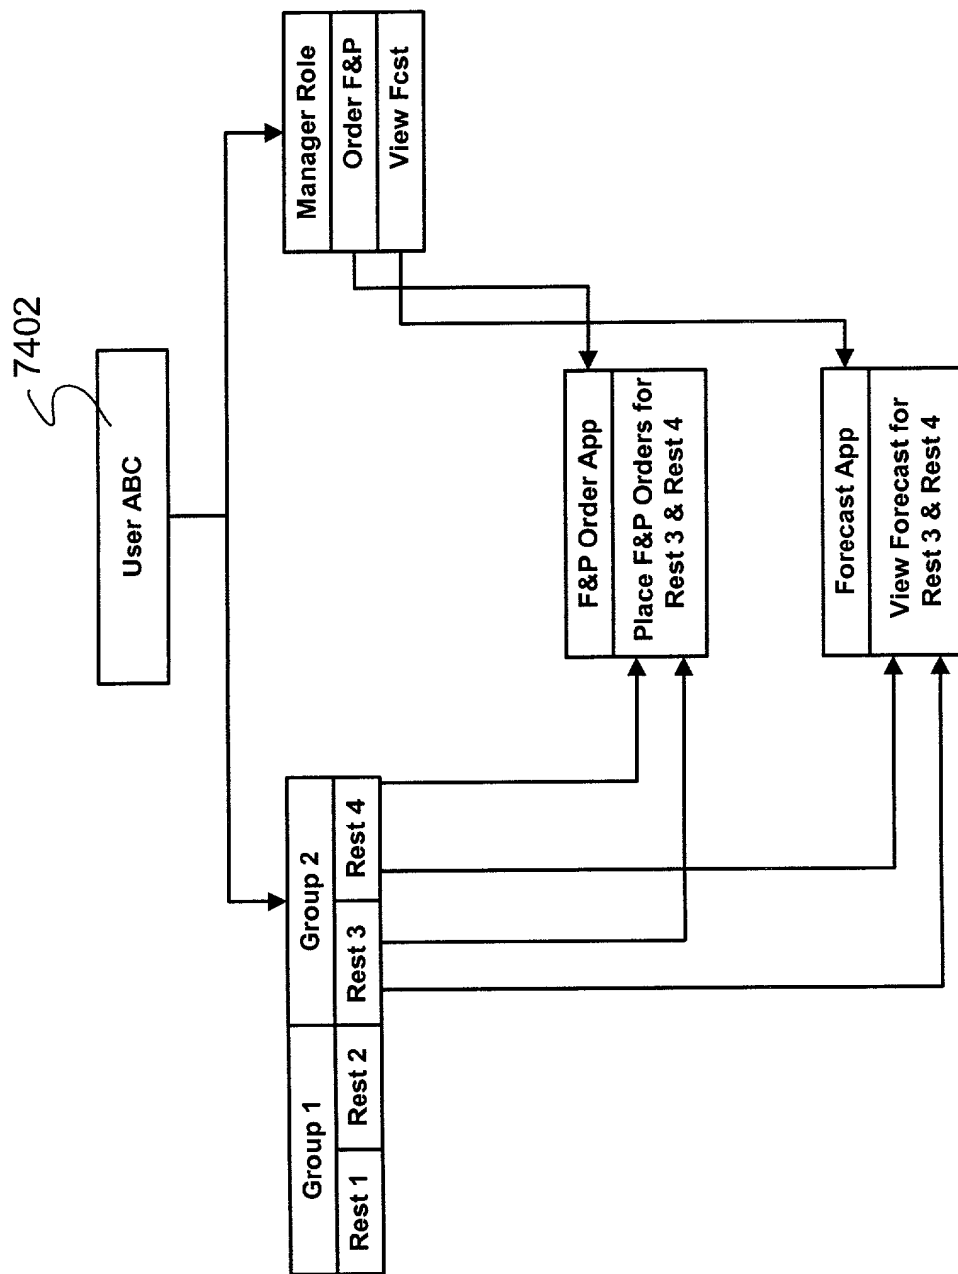 7402
User ABC
Group 1
Group 2
Rest 1
Rest 2
Rest 3
Rest 4
Manager Role
Order F&P
View Fcst
F&P Order App
Place F&P Orders for
Rest 3 & Rest 4
Forecast App
View Forecast for
Rest 3 & Rest 4